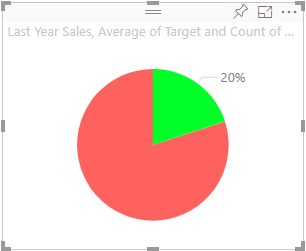 Last Year Sales, Average of Target and Count of ...
20%